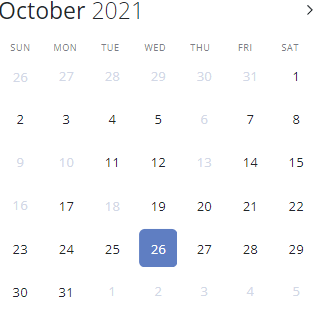 October 2021
SUN MON TUE WED THU FRI SAT
26 27 28 29 30 31 1
2 3 4 5 6 7 8
9 10 11 12 13 14 15
16 17 18 19 20 21 22
23 24 25 26 27 28 29
30 31 1 2 3 4 5